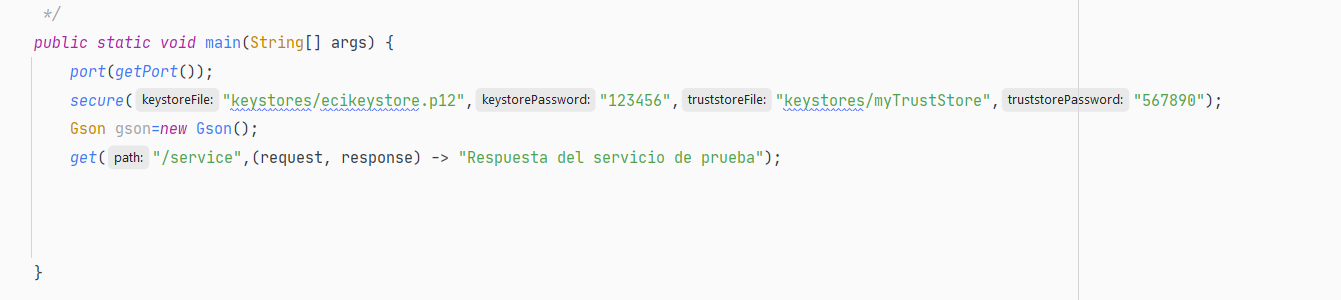 */
public static void main(String[] args) {
port(getPort());
secure( keystoreFile: "keystores/ecikeystore.p12", keystorePassword: "123456", truststoreFile: "keystores/myTrustStore", truststorePassword: "567890");
Gson gson=new Gson();
get( path: "/service",(request, response) -> "Respuesta del servicio de prueba");
}